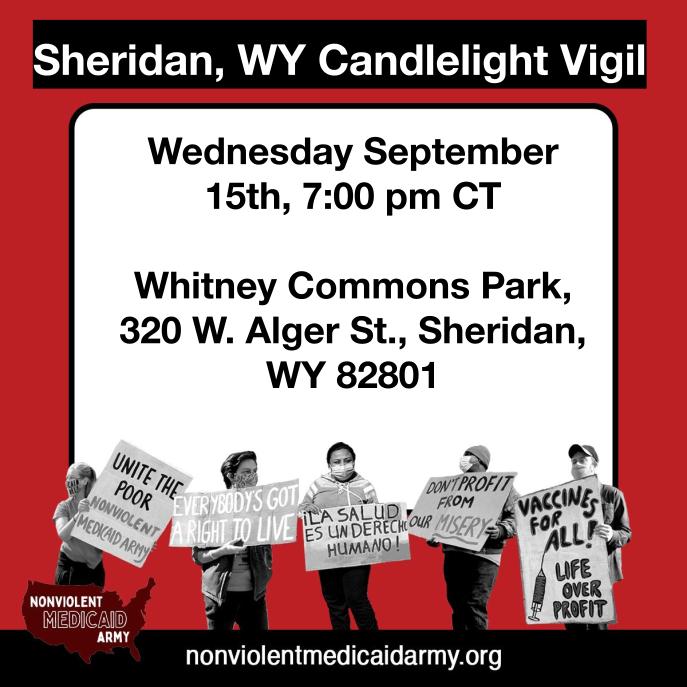 Sheridan, WY Candlelight Vigil
Wednesday September
15th, 7:00 pm CT
Whitney Commons Park,
320 W. Alger St., Sheridan,
WY 82801
UNITE THE
POOR
NONVIOLENT
MEDICAID ARMY
EVERYBODY'S GOT
A RIGHT TO LIVE
¡LA SALUD
ES UN DERECHO
HUMANO!
DON'T PROFIT
FROM
OUR MISERY
VACCINES
FOR
ALL!
LIFE
OVER
PROFIT
NONVIOLENT
MEDICAID
ARMY
nonviolentmedicaidarmy.org